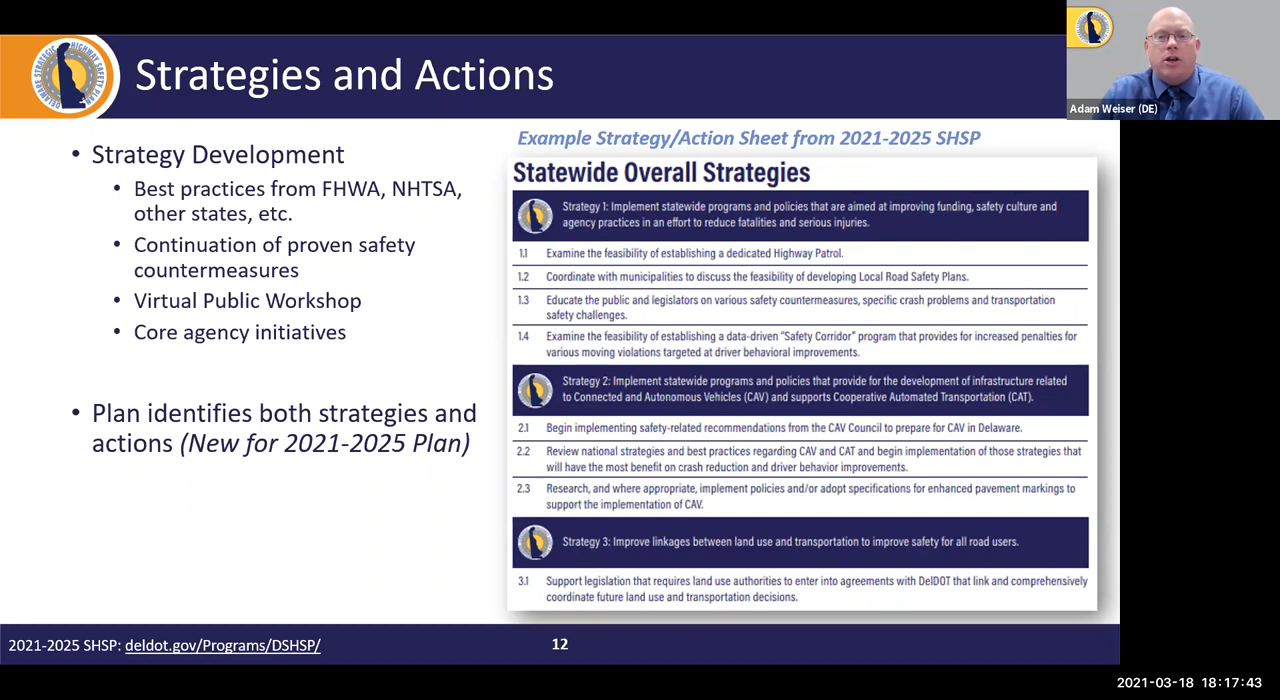 Strategies and Actions
DELAWARE STRATEGIC HIGHWAY SAFETY PLAN
Adam Weiser (DE)
• Strategy Development
• Best practices from FHWA, NHTSA,
other states, etc.
• Continuation of proven safety
countermeasures
• Virtual Public Workshop
• Core agency initiatives
• Plan identifies both strategies and
actions (New for 2021-2025 Plan)
Example Strategy/Action Sheet from 2021-2025 SHSP
Statewide Overall Strategies
Strategy 1: Implement statewide programs and policies that are aimed at improving funding, safety culture and
agency practices in an effort to reduce fatalities and serious injuries.
1.1 Examine the feasibility of establishing a dedicated Highway Patrol.
1.2 Coordinate with municipalities to discuss the feasibility of developing Local Road Safety Plans.
1.3 Educate the public and legislators on various safety countermeasures, specific crash problems and transportation
safety challenges.
1.4 Examine the feasibility of establishing a data-driven “Safety Corridor” program that provides for increased penalties for
various moving violations targeted at driver behavioral improvements.
Strategy 2: Implement statewide programs and policies that provide for the development of infrastructure related
to Connected and Autonomous Vehicles (CAV) and supports Cooperative Automated Transportation (CAT).
2.1 Begin implementing safety-related recommendations from the CAV Council to prepare for CAV in Delaware.
2.2 Review national strategies and best practices regarding CAV and CAT and begin implementation of those strategies that
will have the most benefit on crash reduction and driver behavior improvements.
2.3 Research, and where appropriate, implement policies and/or adopt specifications for enhanced pavement markings to
support the implementation of CAV.
Strategy 3: Improve linkages between land use and transportation to improve safety for all road users.
3.1 Support legislation that requires land use authorities to enter into agreements with DelDOT that link and comprehensively
coordinate future land use and transportation decisions.
2021-2025 SHSP: deldot.gov/Programs/DSHSP/
12
2021-03-18 18:17:43